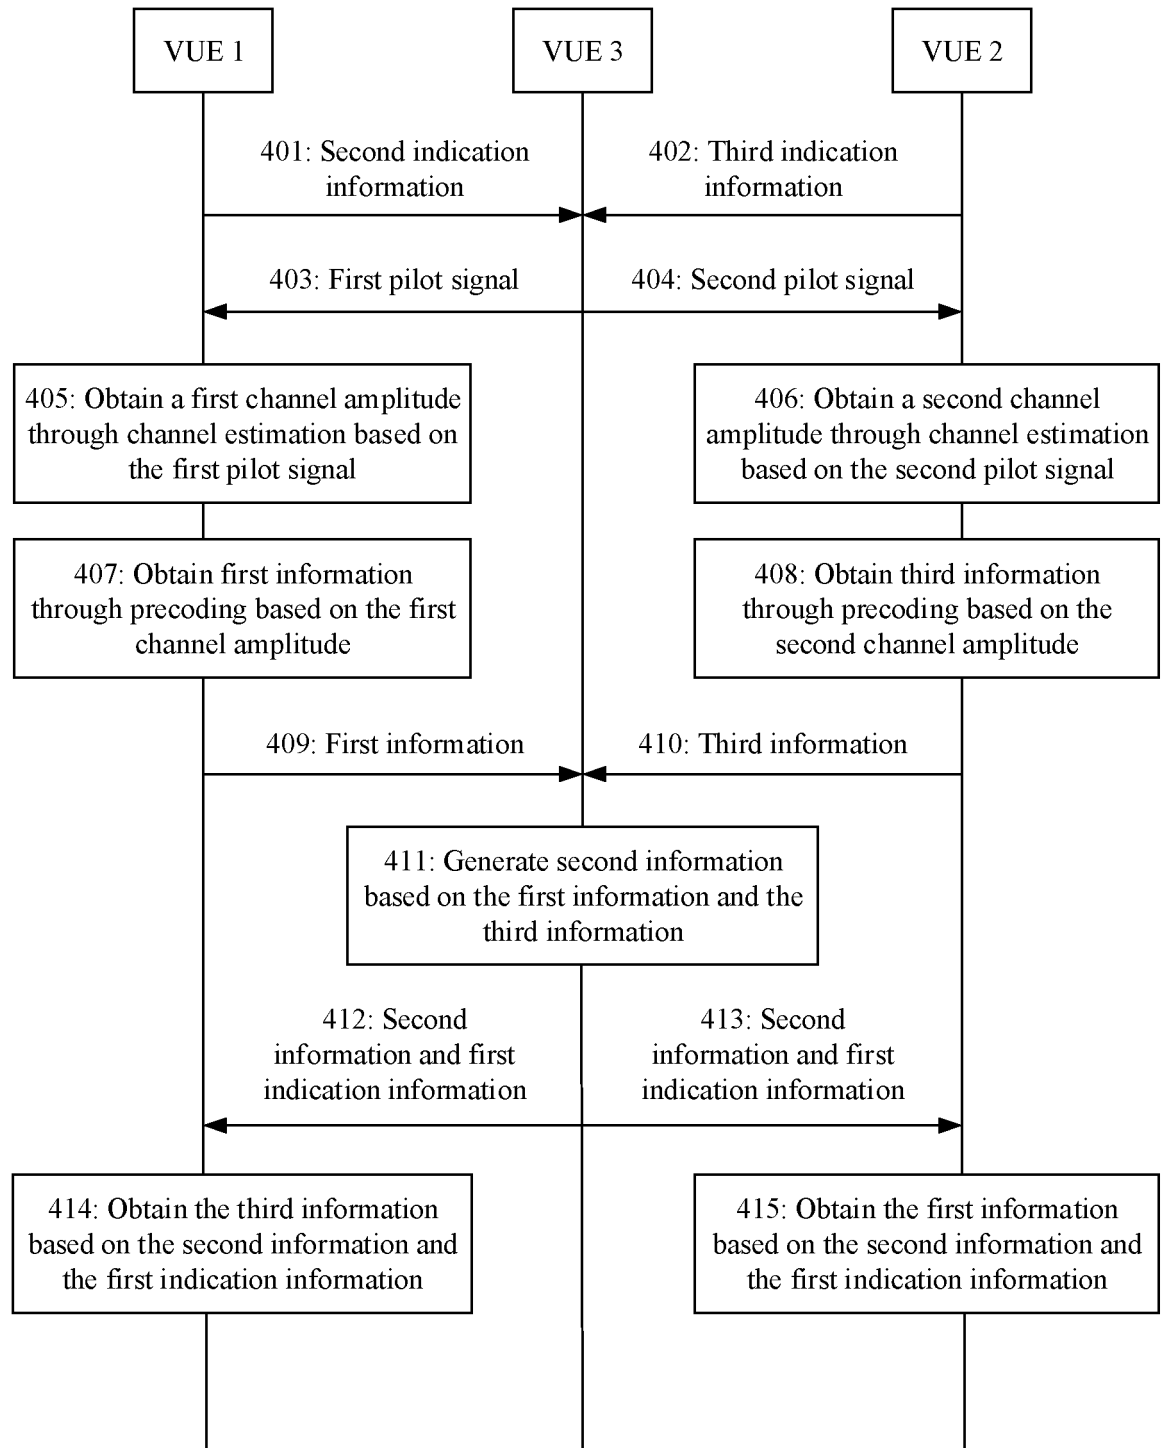 VUE 1
VUE 3
VUE 2
401: Second indication
information
402: Third indication
information
403: First pilot signal
404: Second pilot signal
405: Obtain a first channel amplitude
through channel estimation based on
the first pilot signal
406: Obtain a second channel
amplitude through channel estimation
based on the second pilot signal
407: Obtain first information
through precoding based on the first
channel amplitude
408: Obtain third information
through precoding based on the
second channel amplitude
409: First information
410: Third information
411: Generate second information
based on the first information and the
third information
412: Second
information and first
indication information
413: Second
information and first
indication information
414: Obtain the third information
based on the second information and
the first indication information
415: Obtain the first information
based on the second information and
the first indication information